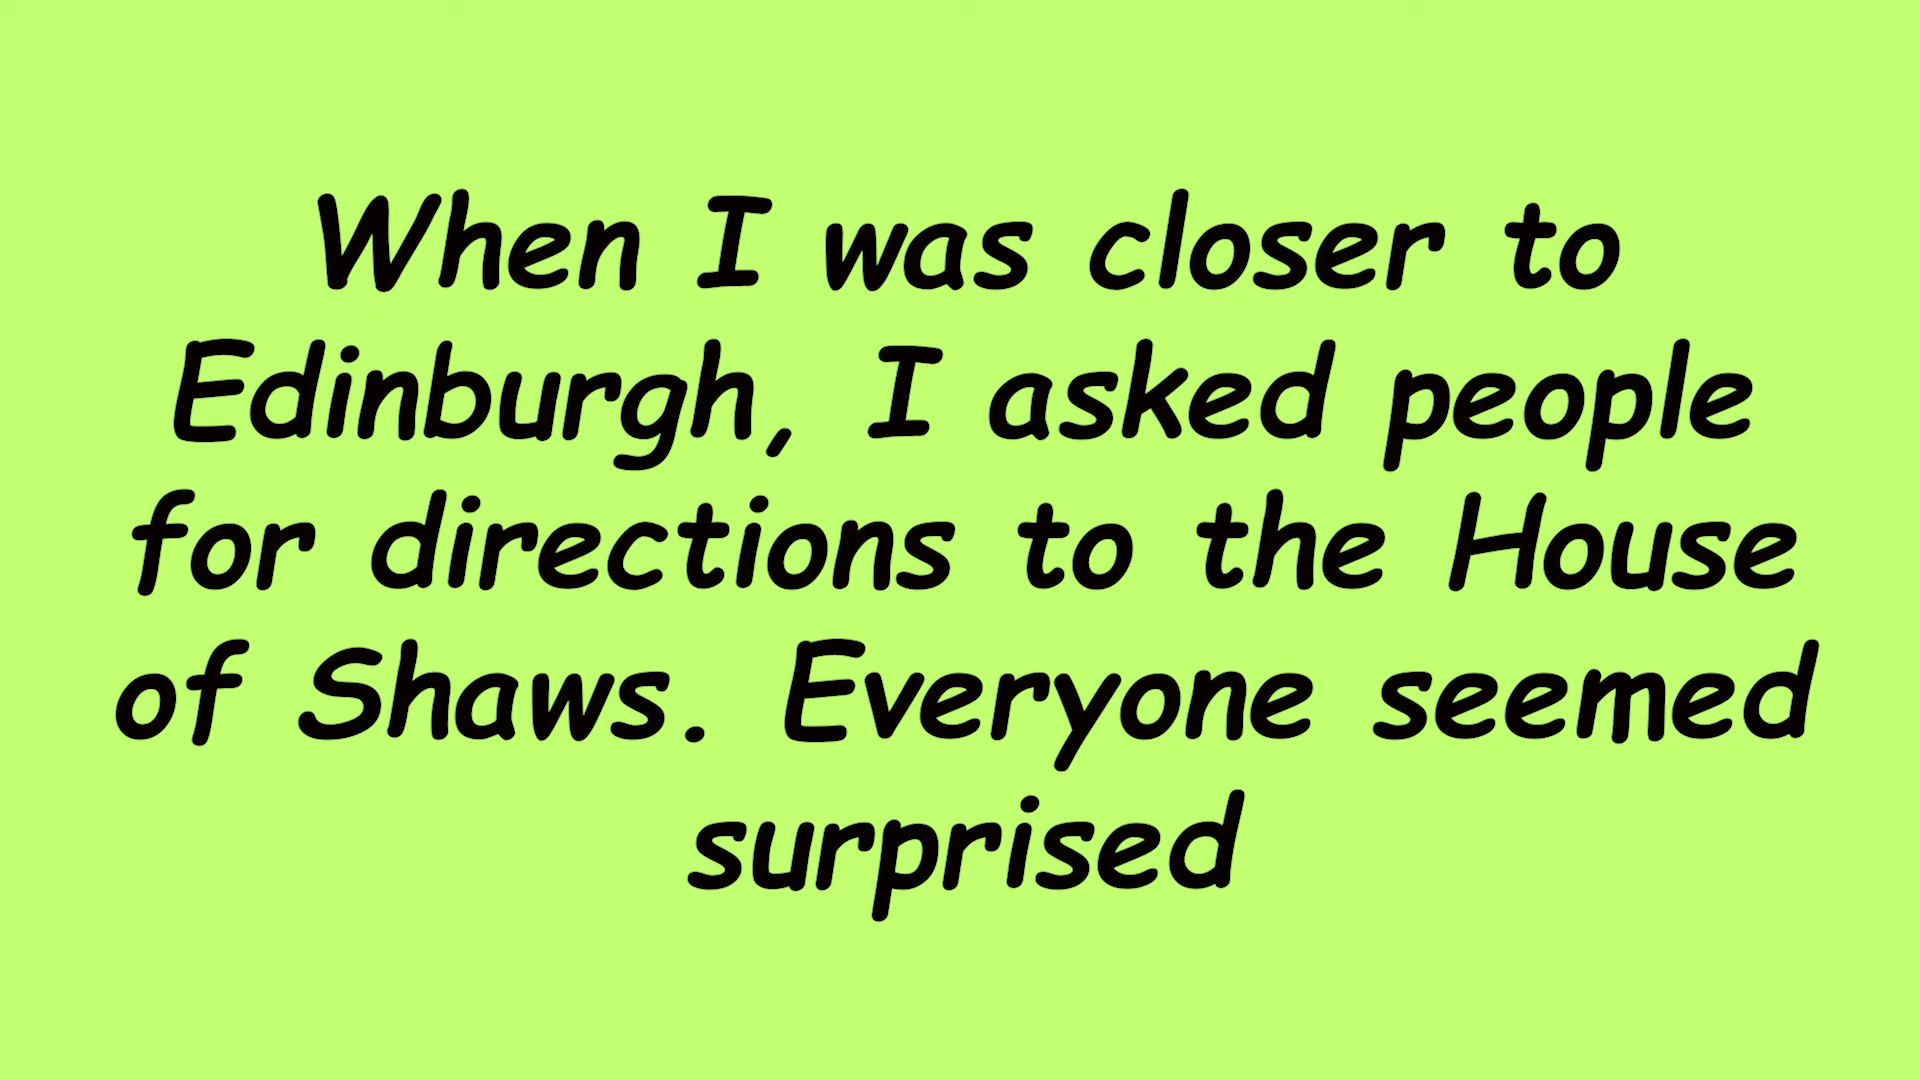 When I was closer to
Edinburgh, I asked people
for directions to the House
of Shaws. Everyone seemed
surprised